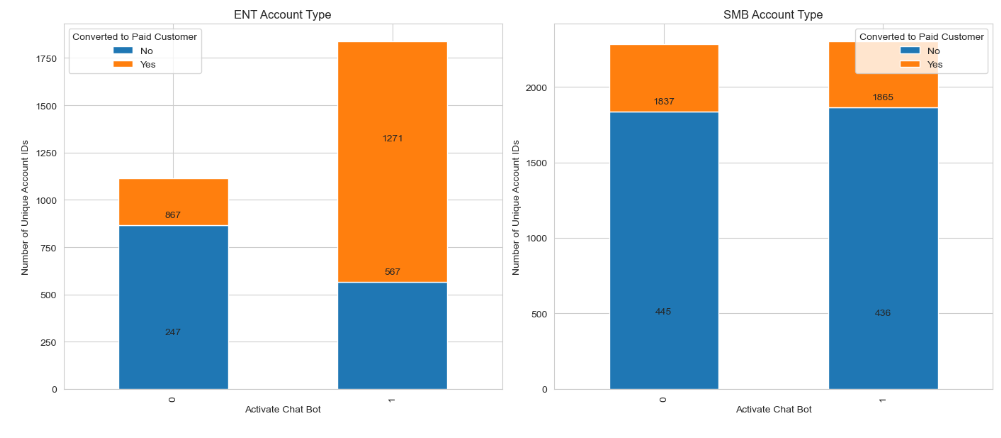 ENT Account Type
Converted to Paid Customer
No
Yes
1750
1500
1250
1000
750
500
250
0
Number of Unique Account IDs
867
247
1271
567
0
1
Activate Chat Bot
SMB Account Type
Converted to Paid Customer
No
Yes
2000
1500
1000
500
0
Number of Unique Account IDs
1837
445
1865
436
0
1
Activate Chat Bot